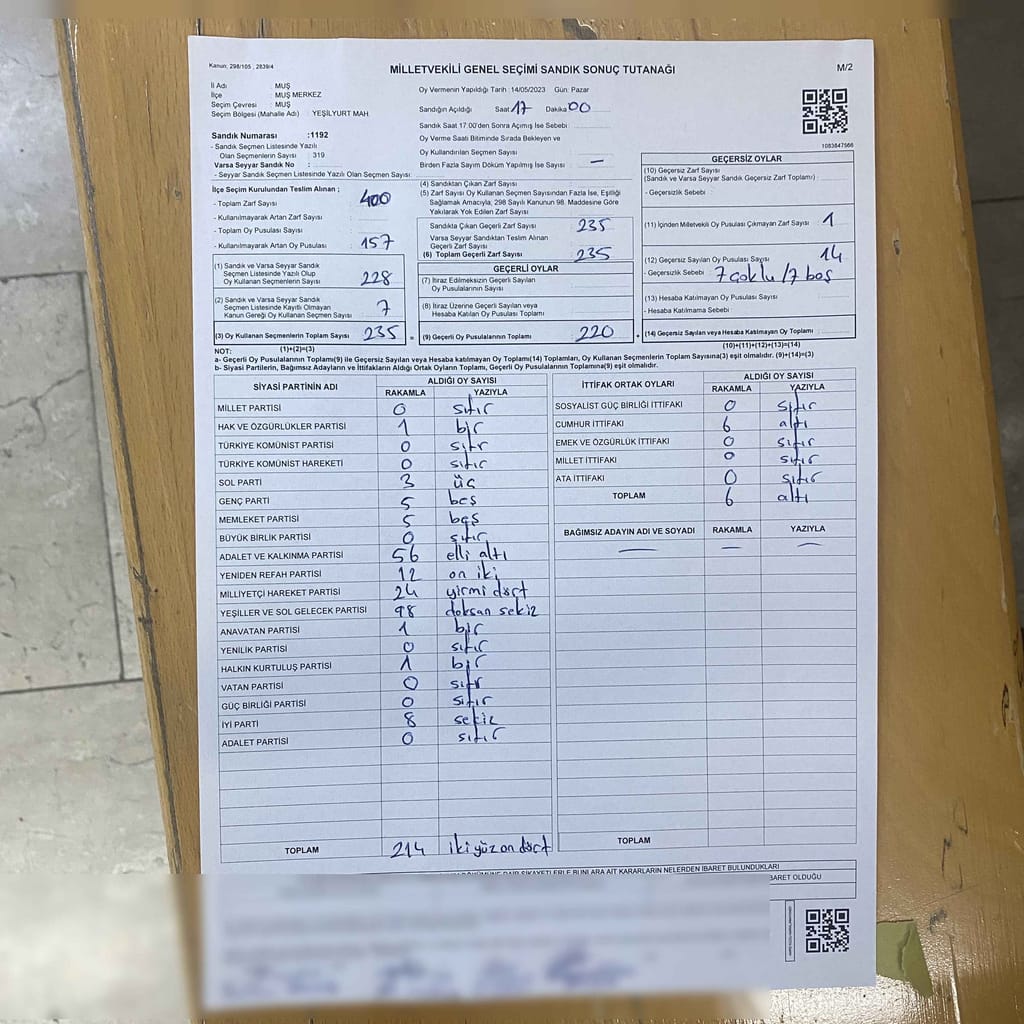 Kanun; 298/105 , 2839/4
MİLLETVEKİLİ GENEL SEÇİMİ SANDIK SONUÇ TUTANAĞI
M/2
İl Adı : MUŞ
İlçe : MUŞ MERKEZ
Seçim Çevresi : MUŞ
Seçim Bölgesi (Mahalle Adı) : YEŞİLYURT MAH.
Sandık Numarası :1192
- Sandık Seçmen Listesinde Yazılı
Olan Seçmenlerin Sayısı : 319
Varsa Seyyar Sandık No :
- Seyyar Sandık Seçmen Listesinde Yazılı Olan Seçmen Sayısı:
Oy Vermenin Yapıldığı Tarih :14/05/2023 Gün: Pazar
Sandığın Açıldığı Saat 17 Dakika 00
Sandık Saat 17:00'den Sonra Açmış İse Sebebi:
Oy Verme Saati Bitiminde Sırada Bekleyen ve
Oy Kullandırılan Seçmen Sayısı :
Birden Fazla Sayım Döküm Yapılmış İse Sayısı : —
1083847566
İlçe Seçim Kurulundan Teslim Alınan ;
- Toplam Zarf Sayısı : 400
- Kullanılmayarak Artan Zarf Sayısı :
- Toplam Oy Pusulası Sayısı :
- Kullanılmayarak Artan Oy Pusulası : 157
(1) Sandık ve Varsa Seyyar Sandık
Seçmen Listesinde Yazılı Olup
Oy Kullanan Seçmenlerin Sayısı : 228
(2) Sandık ve Varsa Seyyar Sandık
Seçmen Listesinde Kayıtlı Olmayan
Kanun Gereği Oy Kullanan Seçmen Sayısı : 7
(3) Oy Kullanan Seçmenlerin Toplam Sayısı : 235
(1)+(2)=(3)
(4) Sandıktan Çıkan Zarf Sayısı :
(5) Zarf Sayısı Oy Kullanan Seçmen Sayısından Fazla İse, Eşitliği
Sağlamak Amacıyla, 298 Sayılı Kanunun 98. Maddesine Göre
Yakılarak Yok Edilen Zarf Sayısı :
Sandıkla Çıkan Geçerli Zarf Sayısı : 235
Varsa Seyyar Sandıktan Teslim Alınan
Geçerli Zarf Sayısı :
(6) Toplam Geçerli Zarf Sayısı : 235
GEÇERLİ OYLAR
(7) İtiraz Edilmeksizin Geçerli Sayılan
Oy Pusulalarının Sayısı :
(8) İtiraz Üzerine Geçerli Sayılan veya
Hesaba Katılan Oy Pusulası Toplamı :
= (9) Geçerli Oy Pusulalarının Toplamı : 220
GEÇERSİZ OYLAR
(10) Geçersiz Zarf Sayısı
(Sandık ve Varsa Seyyar Sandık Geçersiz Zarf Toplamı) :
- Geçersizlik Sebebi :
(11) İçinden Milletvekili Oy Pusulası Çıkmayan Zarf Sayısı : 1
(12) Geçersiz Sayılan Oy Pusulası Sayısı : 14
- Geçersizlik Sebebi : 7 çoklu / 7 boş
(13) Hesaba Katılmayan Oy Pusulası Sayısı :
- Hesaba Katılmama Sebebi :
+ (14) Geçersiz Sayılan veya Hesaba Katılmayan Oy Toplamı :
(10)+(11)+(12)+(13)=(14)
NOT:
a- Geçerli Oy Pusulalarının Toplamı(9) ile Geçersiz Sayılan veya Hesaba katılmayan Oy Toplamı(14) Toplamları, Oy Kullanan Seçmenlerin Toplam Sayısına(3) eşit olmalıdır. (9)+(14)=(3)
b- Siyasi Partilerin, Bağımsız Adayların ve İttifakların Aldığı Ortak Oyların Toplamı, Geçerli Oy Pusulalarının Toplamına(9) eşit olmalıdır.
SİYASİ PARTİNİN ADI ALDIĞI OY SAYISI
RAKAMLA YAZIYLA
MİLLET PARTİSİ 0 sıfır
HAK VE ÖZGÜRLÜKLER PARTİSİ 1 bir
TÜRKİYE KOMÜNİST PARTİSİ 0 sıfır
TÜRKİYE KOMÜNİST HAREKETİ 0 sıfır
SOL PARTİ 3 üç
GENÇ PARTİ 5 beş
MEMLEKET PARTİSİ 5 beş
BÜYÜK BİRLİK PARTİSİ 0 sıfır
ADALET VE KALKINMA PARTİSİ 56 elli altı
YENİDEN REFAH PARTİSİ 12 on iki
MİLLİYETÇİ HAREKET PARTİSİ 24 yirmi dört
YEŞİLLER VE SOL GELECEK PARTİSİ 98 doksan sekiz
ANAVATAN PARTİSİ 1 bir
YENİLİK PARTİSİ 0 sıfır
HALKIN KURTULUŞ PARTİSİ 1 bir
VATAN PARTİSİ 0 sıfır
GÜÇ BİRLİĞİ PARTİSİ 0 sıfır
İYİ PARTİ 8 sekiz
ADALET PARTİSİ 0 sıfır
TOPLAM 214 iki yüz on dört
İTTİFAK ORTAK OYLARI ALDIĞI OY SAYISI
RAKAMLA YAZIYLA
SOSYALİST GÜÇ BİRLİĞİ İTTİFAKI 0 sıfır
CUMHUR İTTİFAKI 6 altı
EMEK VE ÖZGÜRLÜK İTTİFAKI 0 sıfır
MİLLET İTTİFAKI 0 sıfır
ATA İTTİFAKI 0 sıfır
TOPLAM 6 altı
BAĞIMSIZ ADAYIN ADI VE SOYADI RAKAMLA YAZIYLA
— — —
TOPLAM
DÖKÜMÜNE DAİR ŞİKAYETLERLE BUNLARA AİT KARARLARIN NELERDEN İBARET BULUNDUKLARI
İBARET OLDUĞU